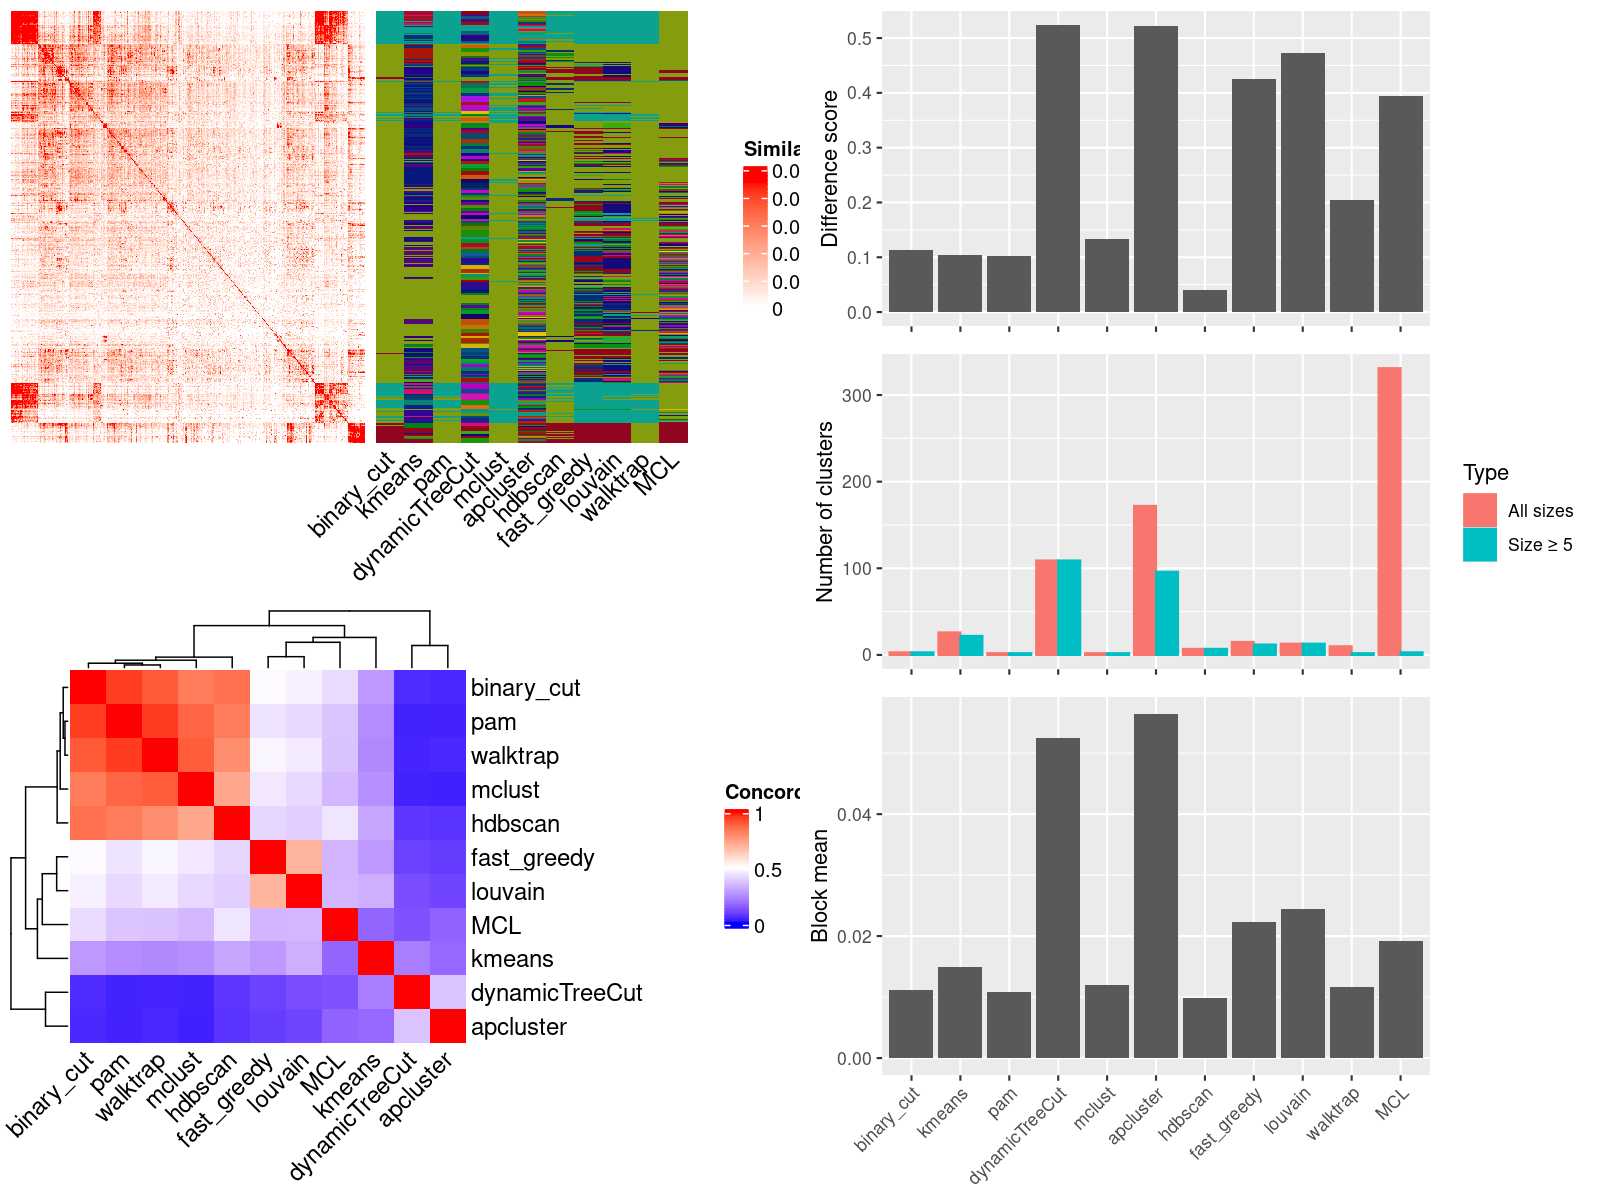 Simila
0.0
0.0
0.0
0.0
0.0
0
binary_cut
kmeans
pam
dynamicTreeCut
mclust
apcluster
hdbscan
fast_greedy
louvain
walktrap
MCL
binary_cut
pam
walktrap
mclust
hdbscan
fast_greedy
louvain
MCL
kmeans
dynamicTreeCut
apcluster
Concord
1
0.5
0
binary_cut
pam
walktrap
mclust
hdbscan
fast_greedy
louvain
MCL
kmeans
dynamicTreeCut
apcluster
Difference score
0.5
0.4
0.3
0.2
0.1
0.0
Number of clusters
300
200
100
0
Type
All sizes
Size ≥ 5
Block mean
0.04
0.02
0.00
binary_cut
kmeans
pam
dynamicTreeCut
mclust
apcluster
hdbscan
fast_greedy
louvain
walktrap
MCL